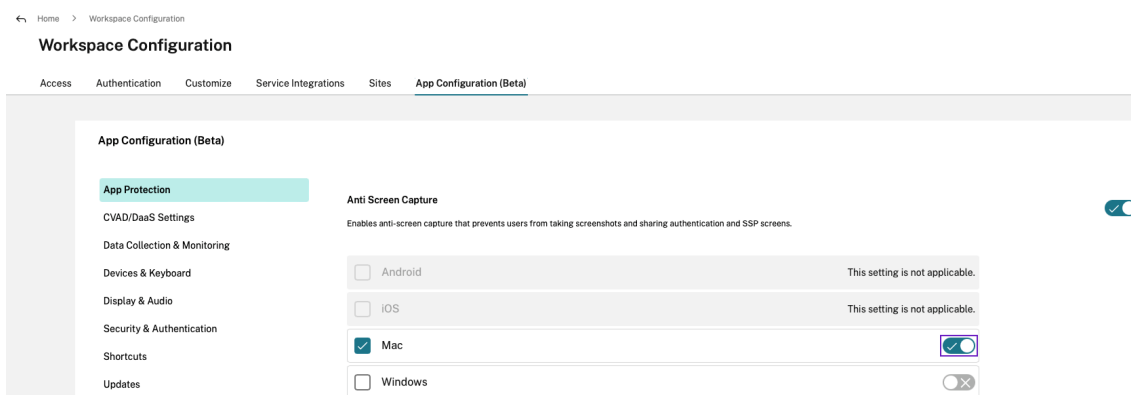 Home > Workspace Configuration
Workspace Configuration
Access Authentication Customize Service Integrations Sites App Configuration (Beta)
App Configuration (Beta)
App Protection
CVAD/DaaS Settings
Data Collection & Monitoring
Devices & Keyboard
Display & Audio
Security & Authentication
Shortcuts
Updates
Anti Screen Capture
Enables anti-screen capture that prevents users from taking screenshots and sharing authentication and SSP screens.
Android This setting is not applicable.
iOS This setting is not applicable.
Mac
Windows